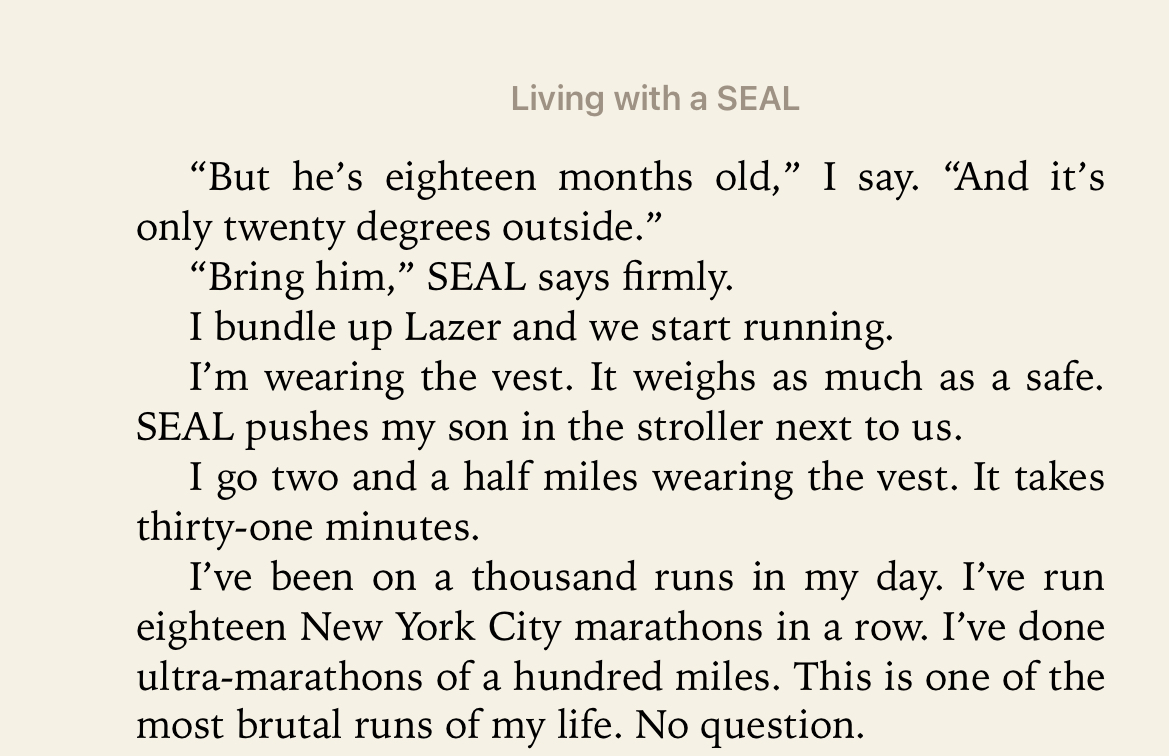 Living with a SEAL
“But he’s eighteen months old,” I say. “And it’s
only twenty degrees outside.”
“Bring him,” SEAL says firmly.
I bundle up Lazer and we start running.
I’m wearing the vest. It weighs as much as a safe.
SEAL pushes my son in the stroller next to us.
I go two and a half miles wearing the vest. It takes
thirty-one minutes.
I’ve been on a thousand runs in my day. I’ve run
eighteen New York City marathons in a row. I’ve done
ultra-marathons of a hundred miles. This is one of the
most brutal runs of my life. No question.